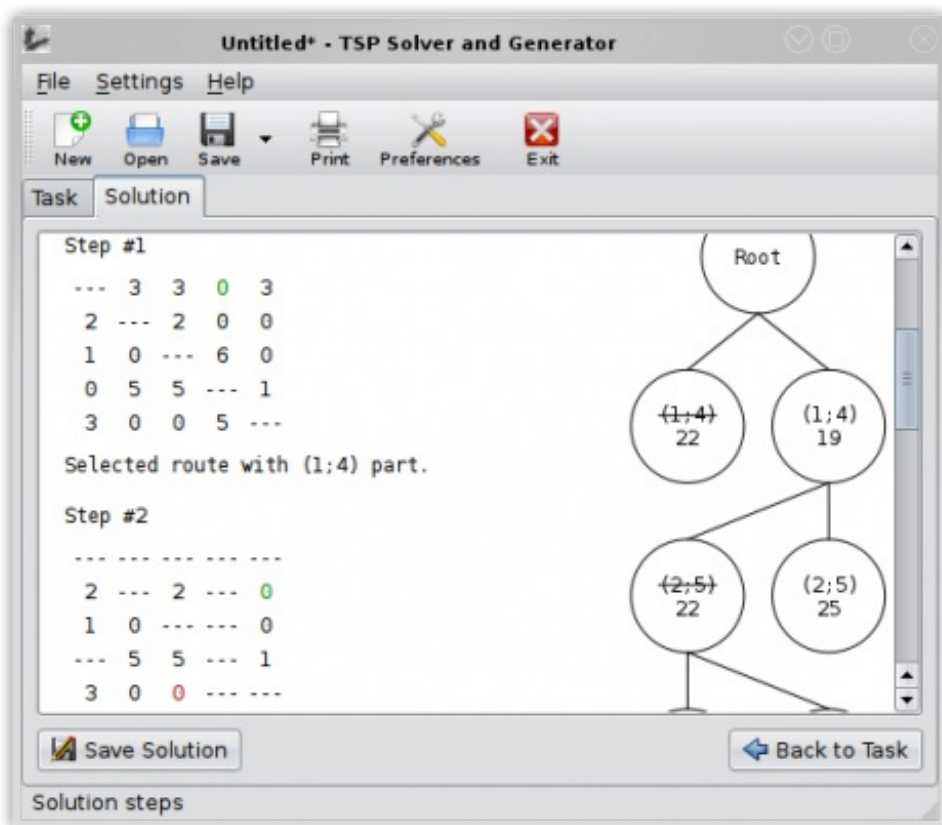 Untitled* - TSP Solver and Generator
File Settings Help
New Open Save Print Preferences Exit
Task Solution
Step #1
--- 3 3 0 3
2 --- 2 0 0
1 0 --- 6 0
0 5 5 --- 1
3 0 0 5 ---
Selected route with (1;4) part.
Step #2
--- --- --- --- ---
2 --- 2 --- 0
1 0 --- --- 0
--- 5 5 --- 1
3 0 0 --- ---
Root
(1;4)
22
(1;4)
19
(2;5)
22
(2;5)
25
Save Solution Back to Task
Solution steps